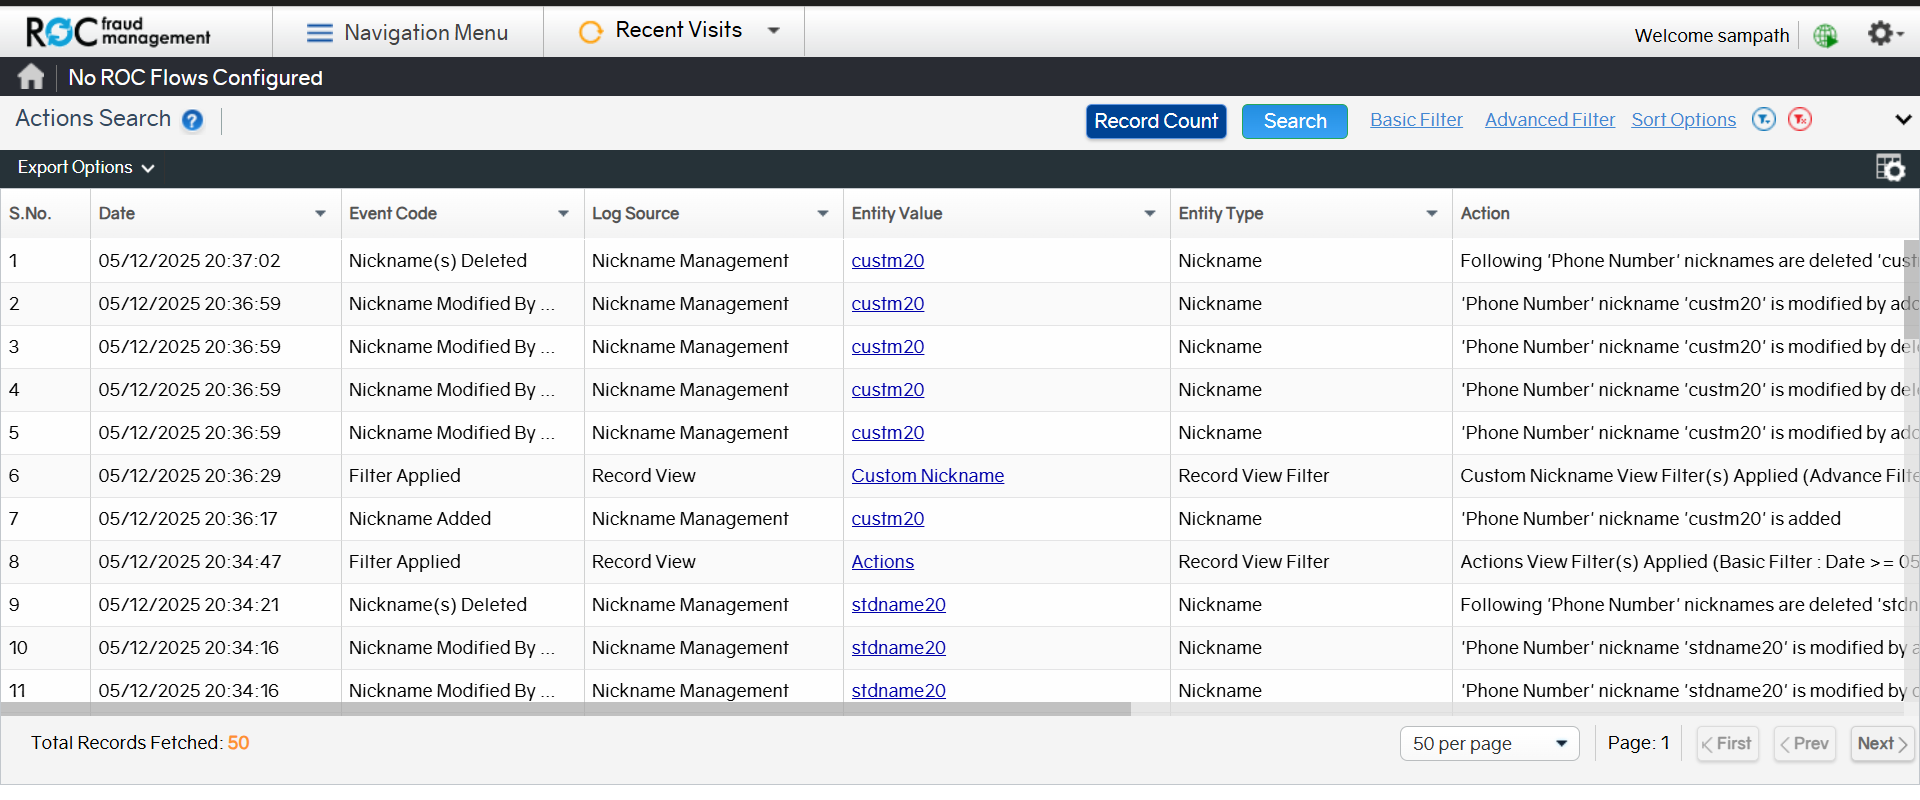 ROC fraud management
Navigation Menu
Recent Visits
Welcome sampath
No ROC Flows Configured
Actions Search ?
Record Count Search Basic Filter Advanced Filter Sort Options
Export Options
S.No. Date Event Code Log Source Entity Value Entity Type Action
1 05/12/2025 20:37:02 Nickname(s) Deleted Nickname Management custm20 Nickname Following 'Phone Number' nicknames are deleted 'cust
2 05/12/2025 20:36:59 Nickname Modified By ... Nickname Management custm20 Nickname 'Phone Number' nickname 'custm20' is modified by add
3 05/12/2025 20:36:59 Nickname Modified By ... Nickname Management custm20 Nickname 'Phone Number' nickname 'custm20' is modified by dele
4 05/12/2025 20:36:59 Nickname Modified By ... Nickname Management custm20 Nickname 'Phone Number' nickname 'custm20' is modified by dele
5 05/12/2025 20:36:59 Nickname Modified By ... Nickname Management custm20 Nickname 'Phone Number' nickname 'custm20' is modified by add
6 05/12/2025 20:36:29 Filter Applied Record View Custom Nickname Record View Filter Custom Nickname View Filter(s) Applied (Advance Filte
7 05/12/2025 20:36:17 Nickname Added Nickname Management custm20 Nickname 'Phone Number' nickname 'custm20' is added
8 05/12/2025 20:34:47 Filter Applied Record View Actions Record View Filter Actions View Filter(s) Applied (Basic Filter : Date >= 05
9 05/12/2025 20:34:21 Nickname(s) Deleted Nickname Management stdname20 Nickname Following 'Phone Number' nicknames are deleted 'stdn
10 05/12/2025 20:34:16 Nickname Modified By ... Nickname Management stdname20 Nickname 'Phone Number' nickname 'stdname20' is modified by a
11 05/12/2025 20:34:16 Nickname Modified By ... Nickname Management stdname20 Nickname 'Phone Number' nickname 'stdname20' is modified by
Total Records Fetched: 50
50 per page Page: 1 First Prev Next